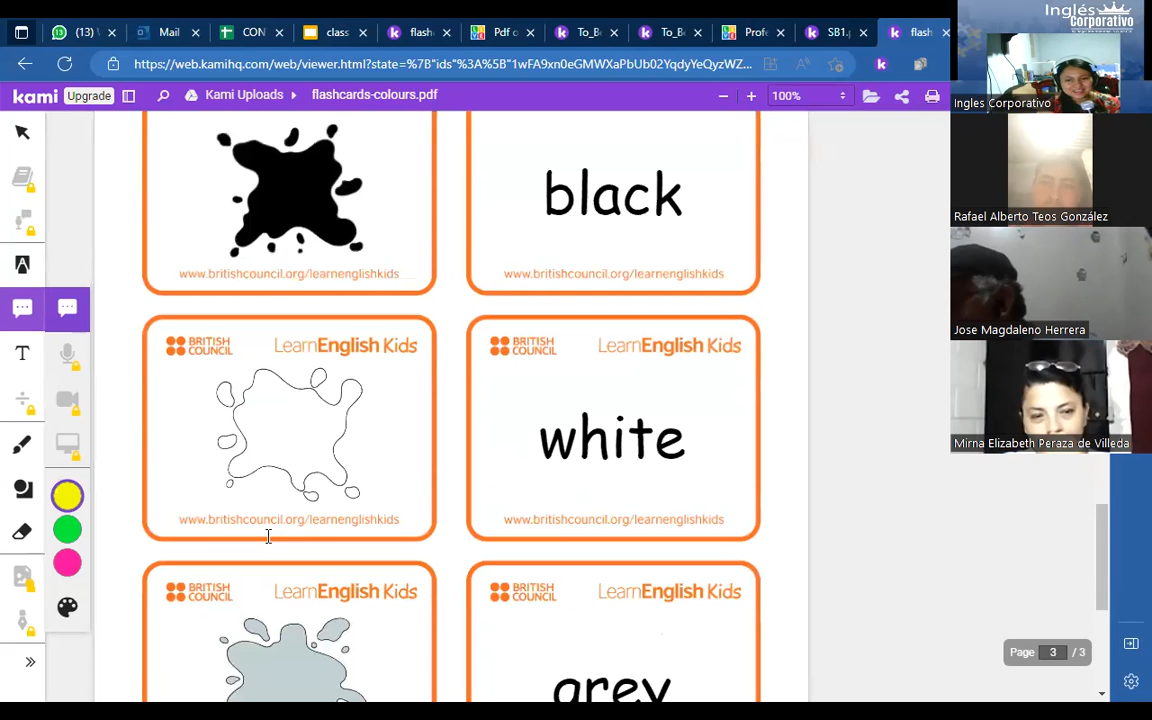 (13) \
Mail
CON
class
flash
Pdf o
To_B
To_B
Profe
SB1.p
flash
https://web.kamihq.com/web/viewer.html?state=%7B"ids"%3A%5B"1wFA9xn0eGMWXaPbUb02YqdyYeQyzWZ...
kami
Upgrade
Kami Uploads
flashcards-colours.pdf
100%
Inglés
Corporativo
Ingles Corporativo
Rafael Alberto Teos González
Jose Magdaleno Herrera
Mirna Elizabeth Peraza de Villeda
black
www.britishcouncil.org/learnenglishkids
www.britishcouncil.org/learnenglishkids
BRITISH COUNCIL
LearnEnglish Kids
BRITISH COUNCIL
LearnEnglish Kids
white
www.britishcouncil.org/learnenglishkids
www.britishcouncil.org/learnenglishkids
BRITISH COUNCIL
LearnEnglish Kids
BRITISH COUNCIL
LearnEnglish Kids
grey
Page 3 / 3